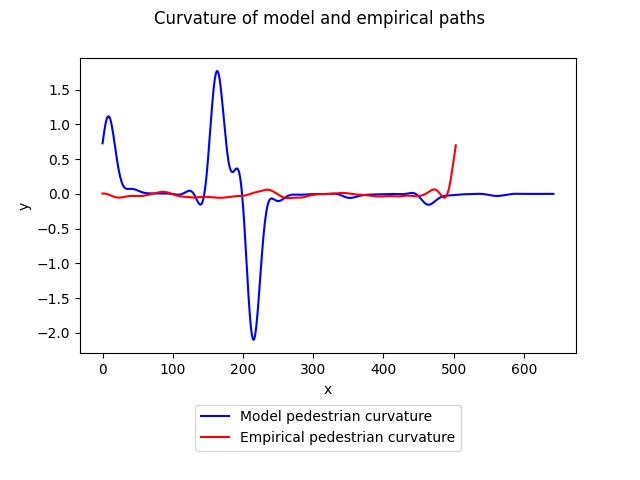 Curvature of model and empirical paths
1.5
1.0
0.5
0.0
−0.5
−1.0
−1.5
−2.0
y
0 100 200 300 400 500 600
x
Model pedestrian curvature
Empirical pedestrian curvature